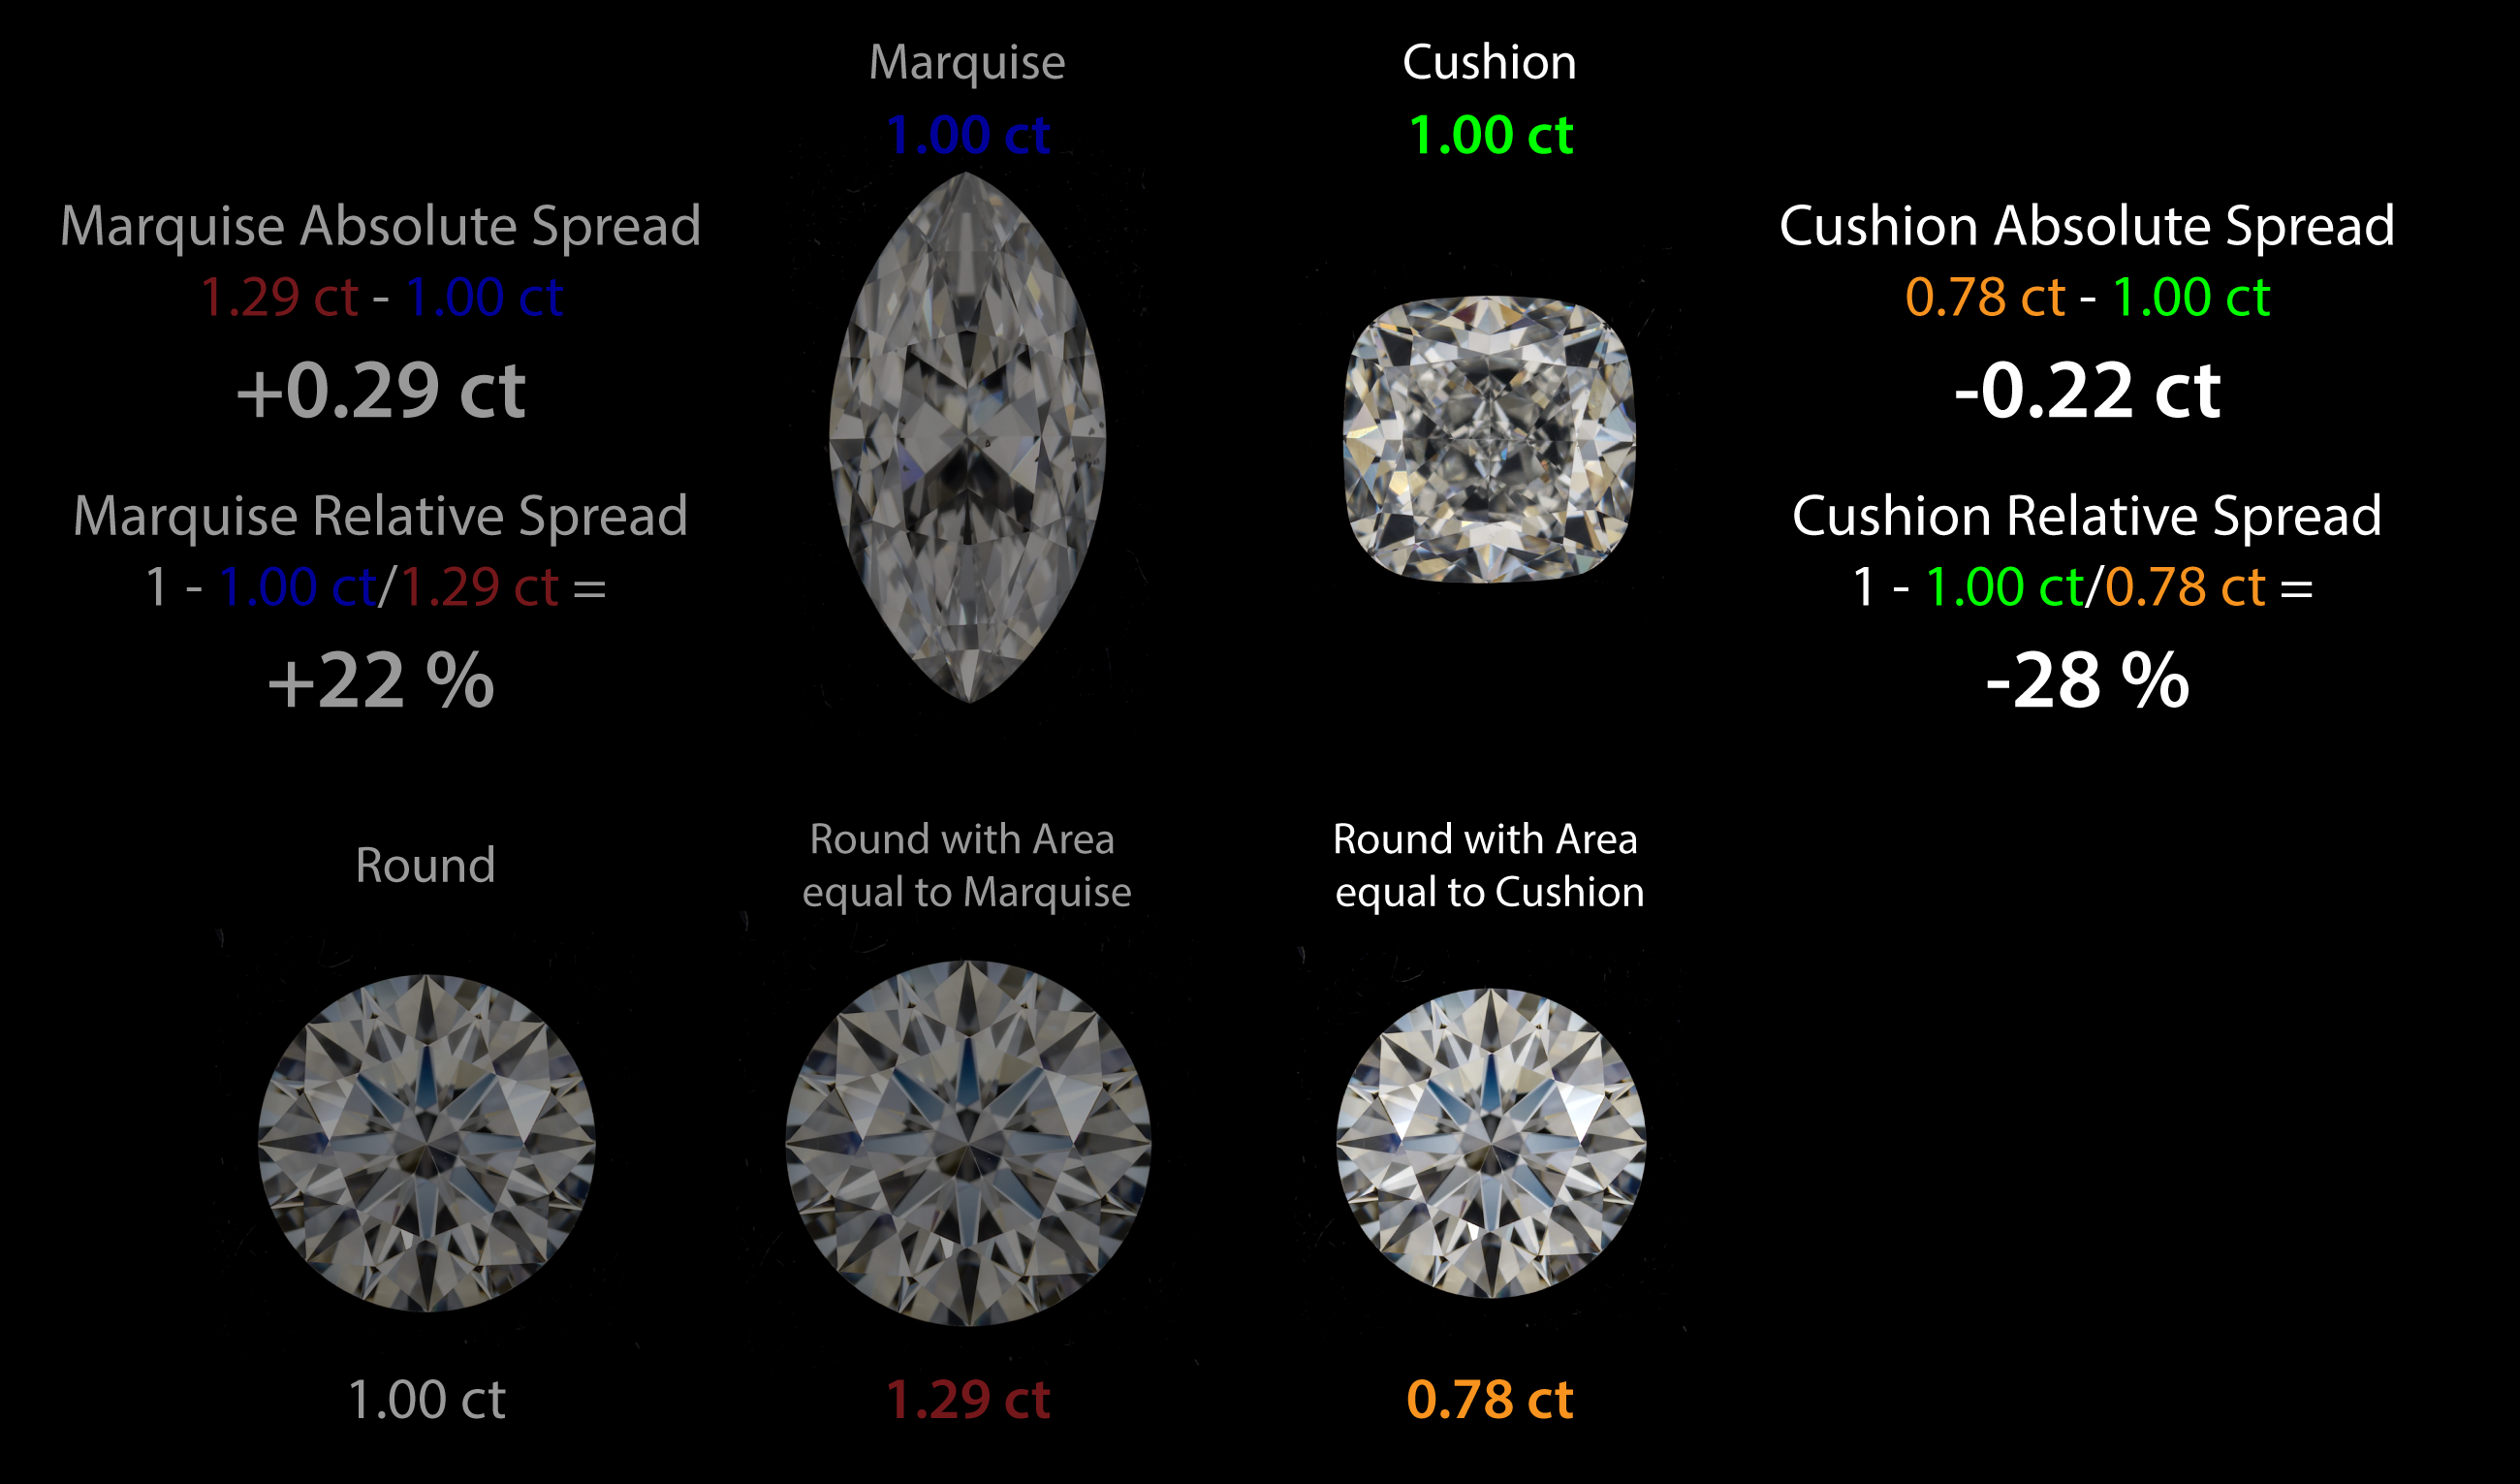 Marquise
1.00 ct
Cushion
1.00 ct
Marquise Absolute Spread
1.29 ct - 1.00 ct
+0.29 ct
Marquise Relative Spread
1 - 1.00 ct/1.29 ct =
+22 %
Cushion Absolute Spread
0.78 ct - 1.00 ct
-0.22 ct
Cushion Relative Spread
1 - 1.00 ct/0.78 ct =
-28 %
Round
1.00 ct
Round with Area
equal to Marquise
1.29 ct
Round with Area
equal to Cushion
0.78 ct